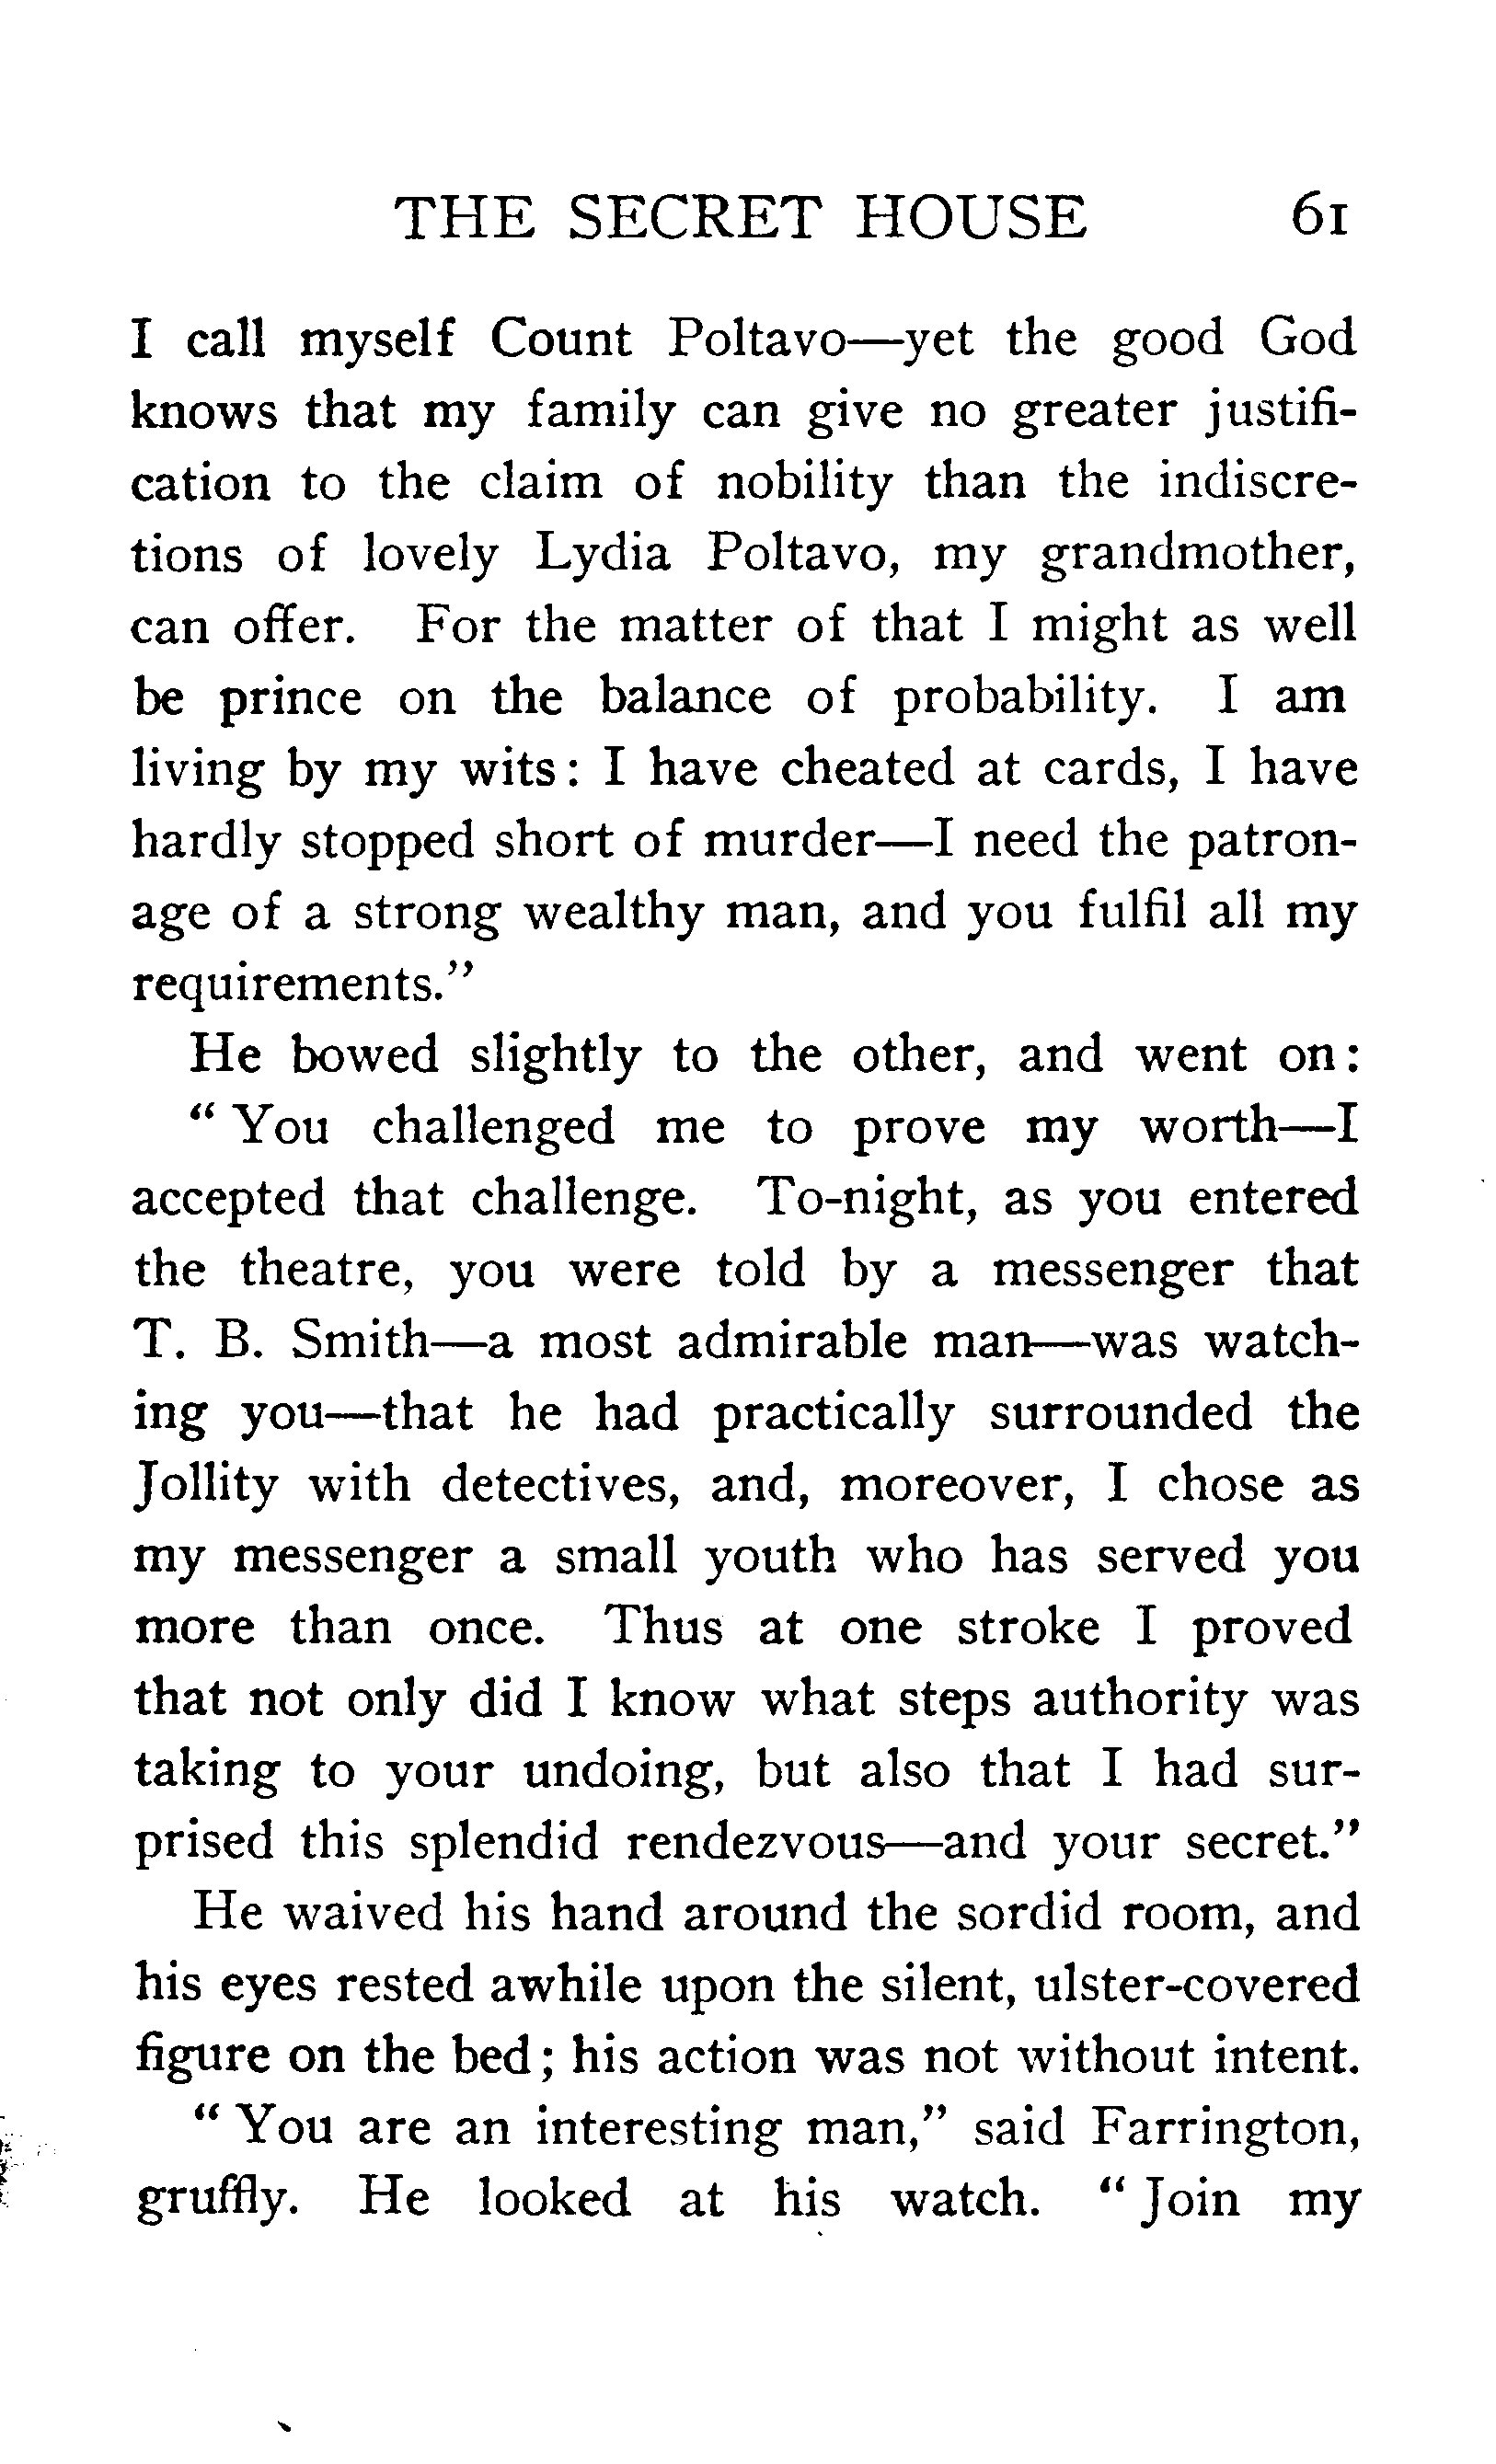 THE SECRET HOUSE 61
I call myself Count Poltavo—yet the good God
knows that my family can give no greater justifi-
cation to the claim of nobility than the indiscre-
tions of lovely Lydia Poltavo, my grandmother,
can offer. For the matter of that I might as well
be prince on the balance of probability. I am
living by my wits: I have cheated at cards, I have
hardly stopped short of murder—I need the patron-
age of a strong wealthy man, and you fulfil all my
requirements."
He bowed slightly to the other, and went on:
"You challenged me to prove my worth—I
accepted that challenge. To-night, as you entered
the theatre, you were told by a messenger that
T. B. Smith—a most admirable man—was watch-
ing you—that he had practically surrounded the
Jollity with detectives, and, moreover, I chose as
my messenger a small youth who has served you
more than once. Thus at one stroke I proved
that not only did I know what steps authority was
taking to your undoing, but also that I had sur-
prised this splendid rendezvous—and your secret."
He waived his hand around the sordid room, and
his eyes rested awhile upon the silent, ulster-covered
figure on the bed; his action was not without intent.
"You are an interesting man," said Farrington,
gruffly. He looked at his watch. "Join my